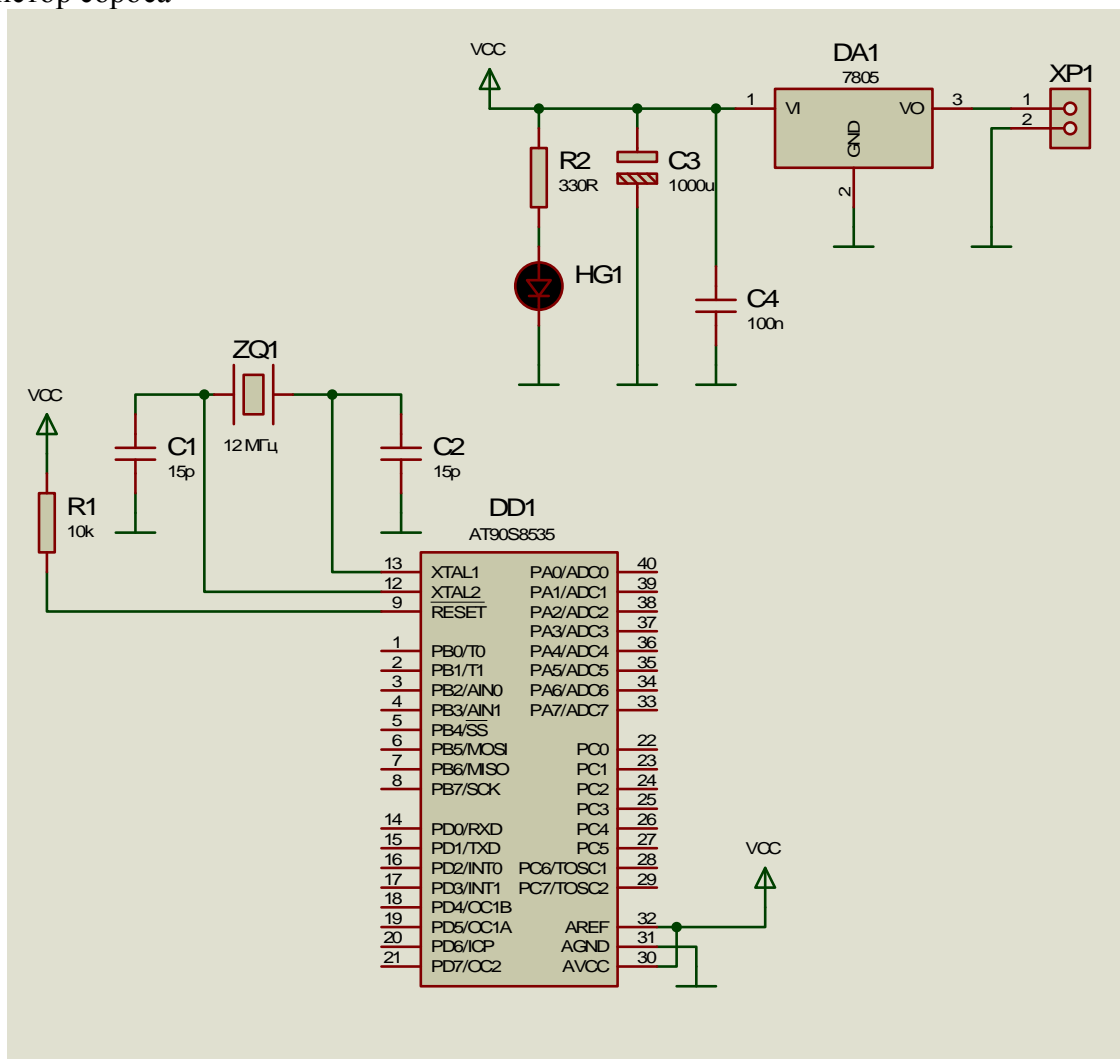 VCC
DA1
7805
XP1
1
VI
VO
3
1
2
GND
2
R2
330R
C3
1000u
HG1
C4
100n
ZQ1
12 МГц
VCC
C1
15p
C2
15p
R1
10k
DD1
AT90S8535
13 XTAL1 PA0/ADC0 40
12 XTAL2 PA1/ADC1 39
9 RESET PA2/ADC2 38
PA3/ADC3 37
1 PB0/T0 PA4/ADC4 36
2 PB1/T1 PA5/ADC5 35
3 PB2/AIN0 PA6/ADC6 34
4 PB3/AIN1 PA7/ADC7 33
5 PB4/SS
6 PB5/MOSI PC0 22
7 PB6/MISO PC1 23
8 PB7/SCK PC2 24
PC3 25
14 PD0/RXD PC4 26
15 PD1/TXD PC5 27
16 PD2/INT0 PC6/TOSC1 28
17 PD3/INT1 PC7/TOSC2 29
18 PD4/OC1B
19 PD5/OC1A AREF 32
20 PD6/ICP AGND 31
21 PD7/OC2 AVCC 30
VCC